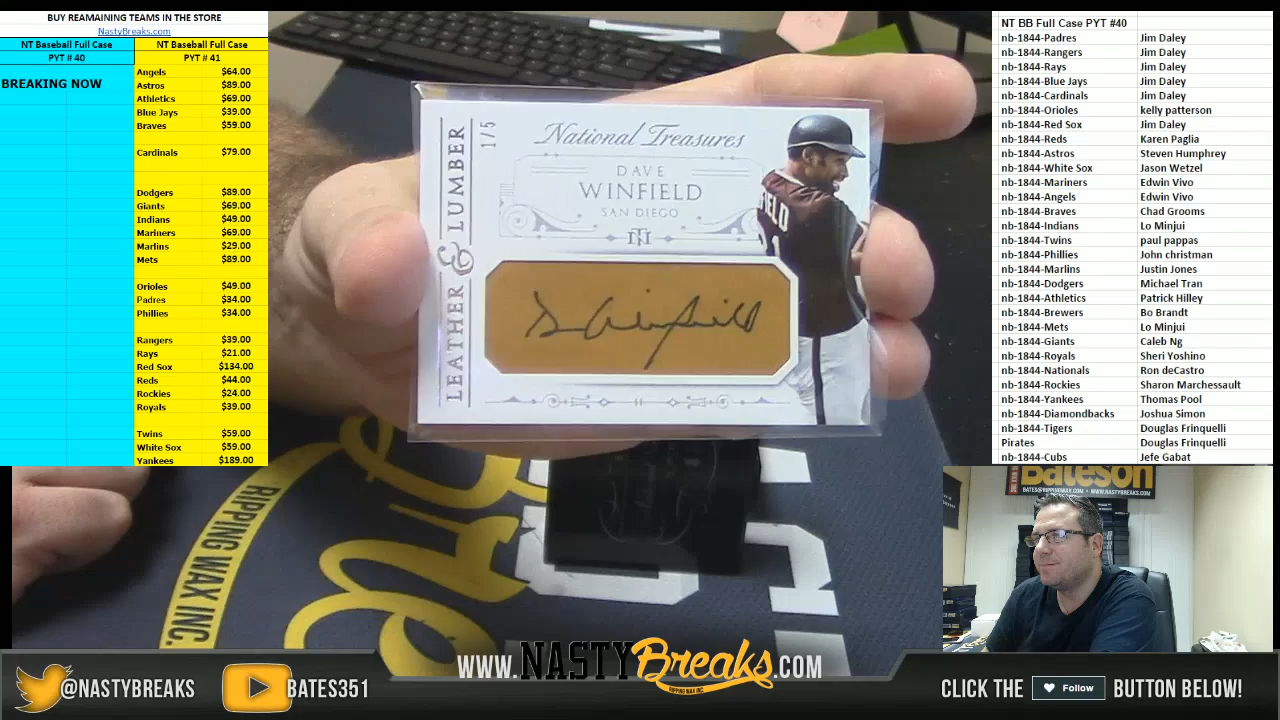 BUY REAMAINING TEAMS IN THE STORE
NastyBreaks.com
NT Baseball Full Case NT Baseball Full Case
PYT # 40 PYT # 41
BREAKING NOW
Angels $64.00
Astros $89.00
Athletics $69.00
Blue Jays $39.00
Braves $59.00
Cardinals $79.00
Dodgers $89.00
Giants $69.00
Indians $49.00
Mariners $69.00
Marlins $29.00
Mets $89.00
Orioles $49.00
Padres $34.00
Phillies $34.00
Rangers $39.00
Rays $21.00
Red Sox $134.00
Reds $44.00
Rockies $24.00
Royals $39.00
Twins $59.00
White Sox $59.00
Yankees $189.00
LEATHER & LUMBER
1/5
National Treasures
DAVE
WINFIELD
SAN DIEGO
NT
D Winfield
RIPPING WAX INC.
NT BB Full Case PYT #40
nb-1844-Padres Jim Daley
nb-1844-Rangers Jim Daley
nb-1844-Rays Jim Daley
nb-1844-Blue Jays Jim Daley
nb-1844-Cardinals Jim Daley
nb-1844-Orioles kelly patterson
nb-1844-Red Sox Jim Daley
nb-1844-Reds Karen Paglia
nb-1844-Astros Steven Humphrey
nb-1844-White Sox Jason Wetzel
nb-1844-Mariners Edwin Vivo
nb-1844-Angels Edwin Vivo
nb-1844-Braves Chad Grooms
nb-1844-Indians Lo Minjui
nb-1844-Twins paul pappas
nb-1844-Phillies John christman
nb-1844-Marlins Justin Jones
nb-1844-Dodgers Michael Tran
nb-1844-Athletics Patrick Hilley
nb-1844-Brewers Bo Brandt
nb-1844-Mets Lo Minjui
nb-1844-Giants Caleb Ng
nb-1844-Royals Sheri Yoshino
nb-1844-Nationals Ron deCastro
nb-1844-Rockies Sharon Marchessault
nb-1844-Yankees Thomas Pool
nb-1844-Diamondbacks Joshua Simon
nb-1844-Tigers Douglas Frinquelli
Pirates Douglas Frinquelli
nb-1844-Cubs Jefe Gabat
Bateson
BATES@RIPPINGWAX.COM • WWW.NASTYBREAKS.COM
@NASTYBREAKS
BATES351
WWW.NASTYBreaks.COM
RIPPING WAX INC.
CLICK THE Follow BUTTON BELOW!